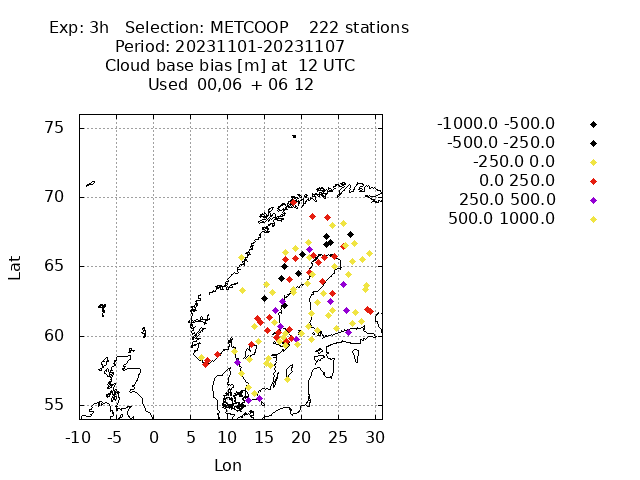 Exp: 3h   Selection: METCOOP    222 stations
Period: 20231101-20231107
Cloud base bias [m] at  12 UTC
Used  00,06  + 06 12
-1000.0 -500.0
-500.0 -250.0
-250.0 0.0
0.0 250.0
250.0 500.0
500.0 1000.0
75
70
65
60
55
Lat
-10 -5 0 5 10 15 20 25 30
Lon